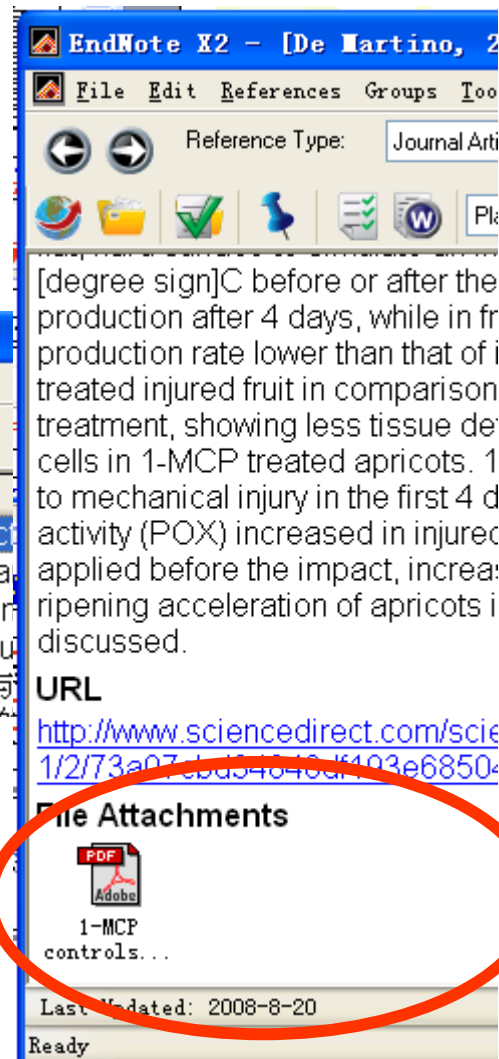 EndNote X2 - [De Martino, 2
File Edit References Groups Too
Reference Type: Journal Arti
Pla
[degree sign]C before or after the
production after 4 days, while in fr
production rate lower than that of i
treated injured fruit in comparison
treatment, showing less tissue det
cells in 1-MCP treated apricots. 1
to mechanical injury in the first 4 d
activity (POX) increased in injured
applied before the impact, increas
ripening acceleration of apricots i
discussed.
URL
http://www.sciencedirect.com/scie
File Attachments
PDF
Adobe
1-MCP
controls...
Last Updated: 2008-8-20
Ready